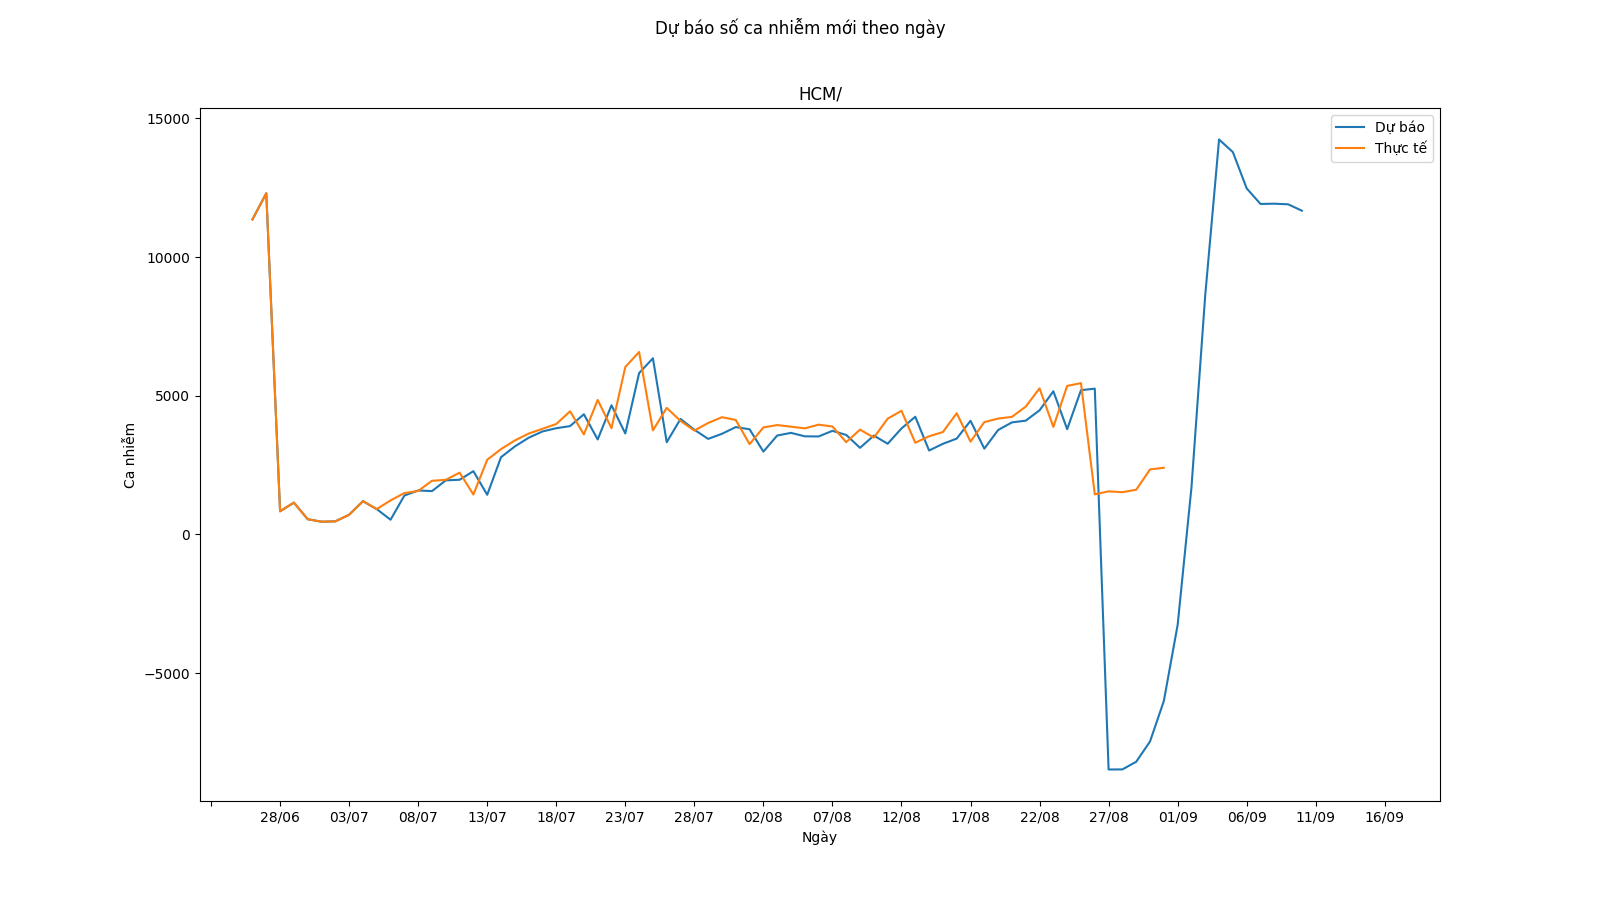 Dự báo số ca nhiễm mới theo ngày
HCM/
15000
10000
5000
0
−5000
Ca nhiễm
Dự báo
Thực tế
28/06 03/07 08/07 13/07 18/07 23/07 28/07 02/08 07/08 12/08 17/08 22/08 27/08 01/09 06/09 11/09 16/09
Ngày